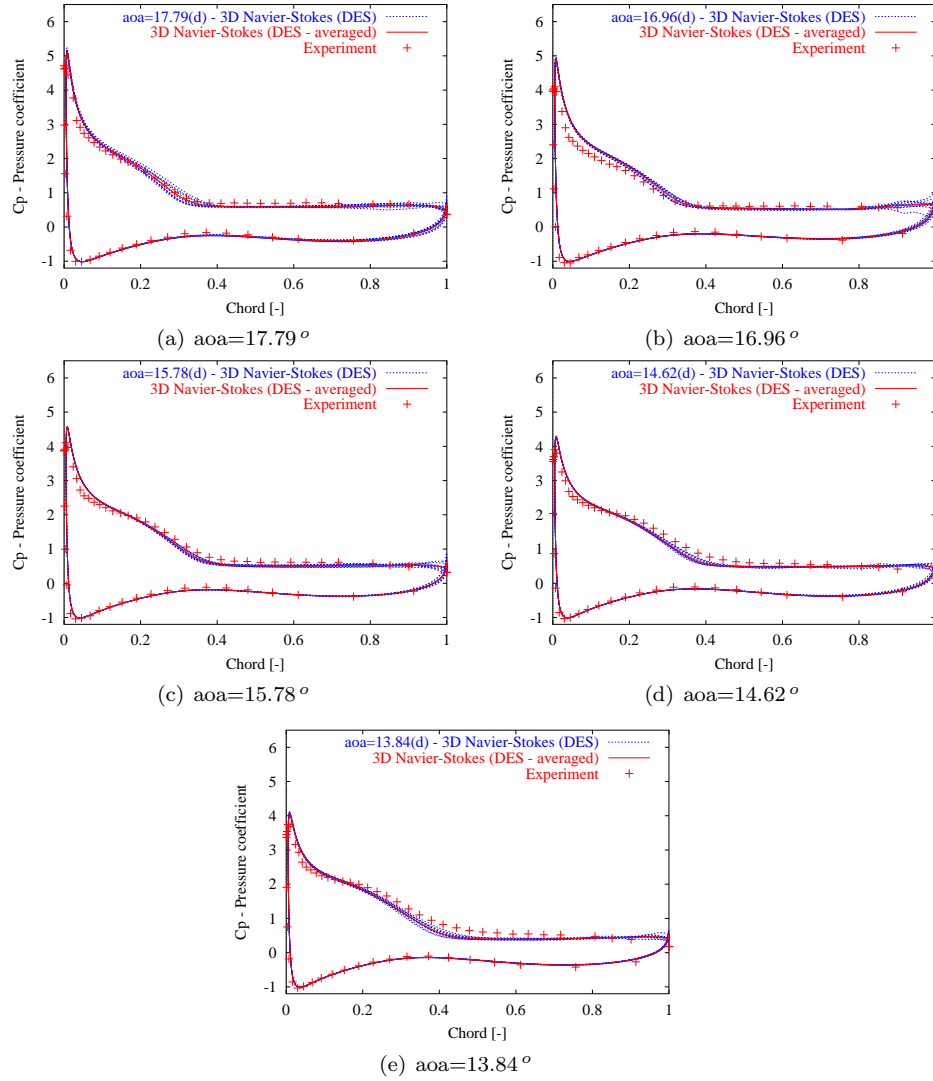 aoa=17.79(d) - 3D Navier-Stokes (DES)
3D Navier-Stokes (DES - averaged)
Experiment
Cp - Pressure coefficient
6
5
4
3
2
1
0
-1
0 0.2 0.4 0.6 0.8 1
Chord [-]
(a) aoa=17.79°
aoa=16.96(d) - 3D Navier-Stokes (DES)
3D Navier-Stokes (DES - averaged)
Experiment
Cp - Pressure coefficient
6
5
4
3
2
1
0
-1
0 0.2 0.4 0.6 0.8 1
Chord [-]
(b) aoa=16.96°
aoa=15.78(d) - 3D Navier-Stokes (DES)
3D Navier-Stokes (DES - averaged)
Experiment
Cp - Pressure coefficient
6
5
4
3
2
1
0
-1
0 0.2 0.4 0.6 0.8 1
Chord [-]
(c) aoa=15.78°
aoa=14.62(d) - 3D Navier-Stokes (DES)
3D Navier-Stokes (DES - averaged)
Experiment
Cp - Pressure coefficient
6
5
4
3
2
1
0
-1
0 0.2 0.4 0.6 0.8
Chord [-]
(d) aoa=14.62°
aoa=13.84(d) - 3D Navier-Stokes (DES)
3D Navier-Stokes (DES - averaged)
Experiment
Cp - Pressure coefficient
6
5
4
3
2
1
0
-1
0 0.2 0.4 0.6 0.8 1
Chord [-]
(e) aoa=13.84°